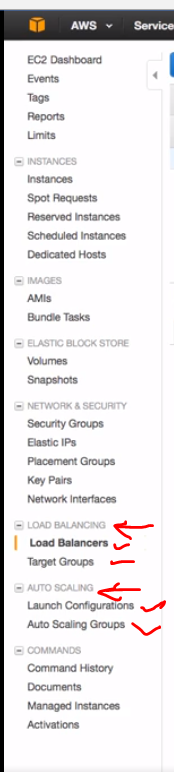 AWS Service
EC2 Dashboard
Events
Tags
Reports
Limits
INSTANCES
Instances
Spot Requests
Reserved Instances
Scheduled Instances
Dedicated Hosts
IMAGES
AMIs
Bundle Tasks
ELASTIC BLOCK STORE
Volumes
Snapshots
NETWORK & SECURITY
Security Groups
Elastic IPs
Placement Groups
Key Pairs
Network Interfaces
LOAD BALANCING
Load Balancers
Target Groups
AUTO SCALING
Launch Configurations
Auto Scaling Groups
COMMANDS
Command History
Documents
Managed Instances
Activations